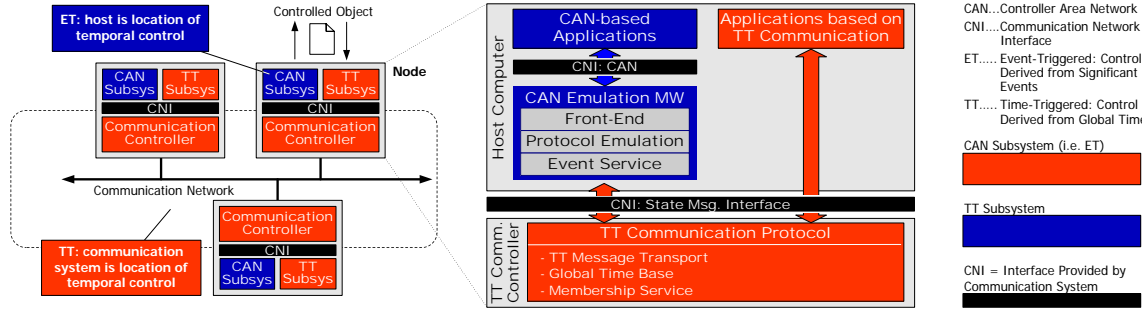 ET: host is location of
temporal control
Controlled Object
Node
CAN
Subsys
TT
Subsys
CNI
Communication
Controller
CAN
Subsys
TT
Subsys
CNI
Communication
Controller
Communication Network
Communication
Controller
CNI
CAN
Subsys
TT
Subsys
TT: communication
system is location of
temporal control
Host Computer
CAN-based
Applications
Applications based on
TT Communication
CNI: CAN
CAN Emulation MW
Front-End
Protocol Emulation
Event Service
CNI: State Msg. Interface
TT Comm.
Controller
TT Communication Protocol
- TT Message Transport
- Global Time Base
- Membership Service
CAN...Controller Area Network
CNI....Communication Network
Interface
ET..... Event-Triggered: Control
Derived from Significant
Events
TT..... Time-Triggered: Control
Derived from Global Time
CAN Subsystem (i.e. ET)
TT Subsystem
CNI = Interface Provided by
Communication System